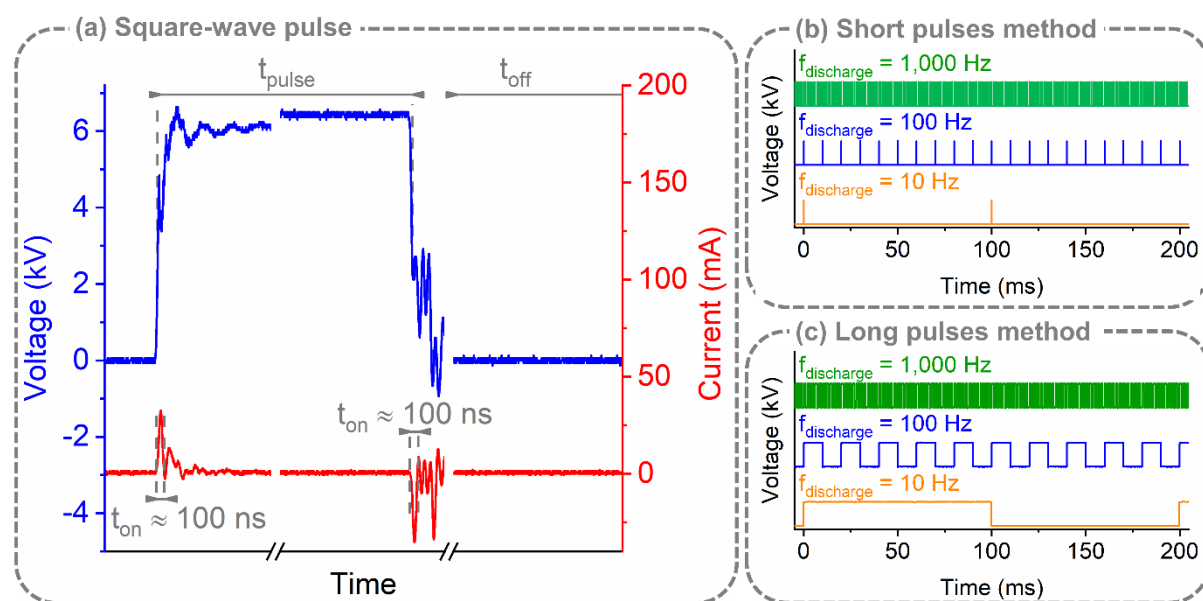 (a) Square-wave pulse
t_pulse
t_off
200
150
100
50
0
Current (mA)
6
4
2
0
-2
-4
Voltage (kV)
t_on ≈ 100 ns
t_on ≈ 100 ns
Time
(b) Short pulses method
f_discharge = 1,000 Hz
f_discharge = 100 Hz
f_discharge = 10 Hz
Voltage (kV)
0 50 100 150 200
Time (ms)
(c) Long pulses method
f_discharge = 1,000 Hz
f_discharge = 100 Hz
f_discharge = 10 Hz
Voltage (kV)
0 50 100 150 200
Time (ms)